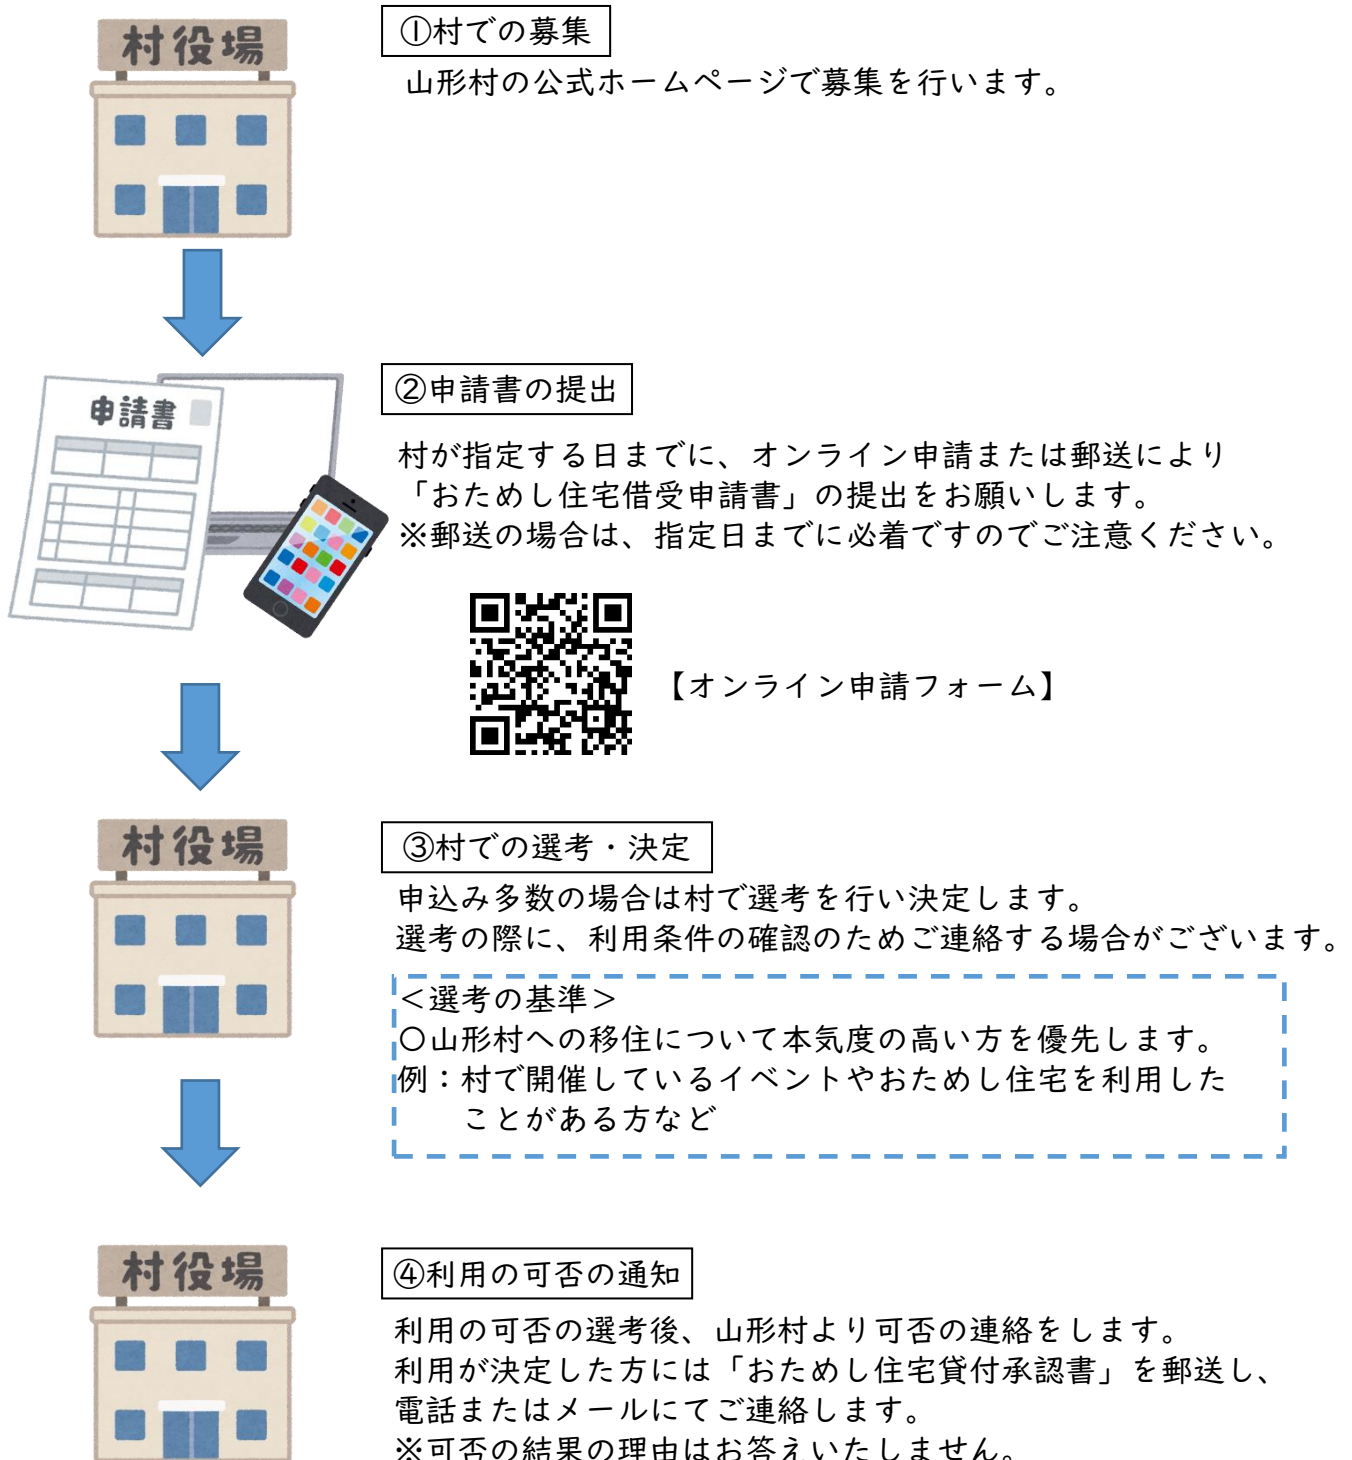 村役場
①村での募集
山形村の公式ホームページで募集を行います。
申請書
②申請書の提出
村が指定する日までに、オンライン申請または郵送により
「おためし住宅借受申請書」の提出をお願いします。
※郵送の場合は、指定日までに必着ですのでご注意ください。
【オンライン申請フォーム】
村役場
③村での選考・決定
申込み多数の場合は村で選考を行い決定します。
選考の際に、利用条件の確認のためご連絡する場合がございます。
＜選考の基準＞
〇山形村への移住について本気度の高い方を優先します。
例：村で開催しているイベントやおためし住宅を利用した
ことがある方など
村役場
④利用の可否の通知
利用の可否の選考後、山形村より可否の連絡をします。
利用が決定した方には「おためし住宅貸付承認書」を郵送し、
電話またはメールにてご連絡します。
※可否の結果の理由はお答えいたしません。